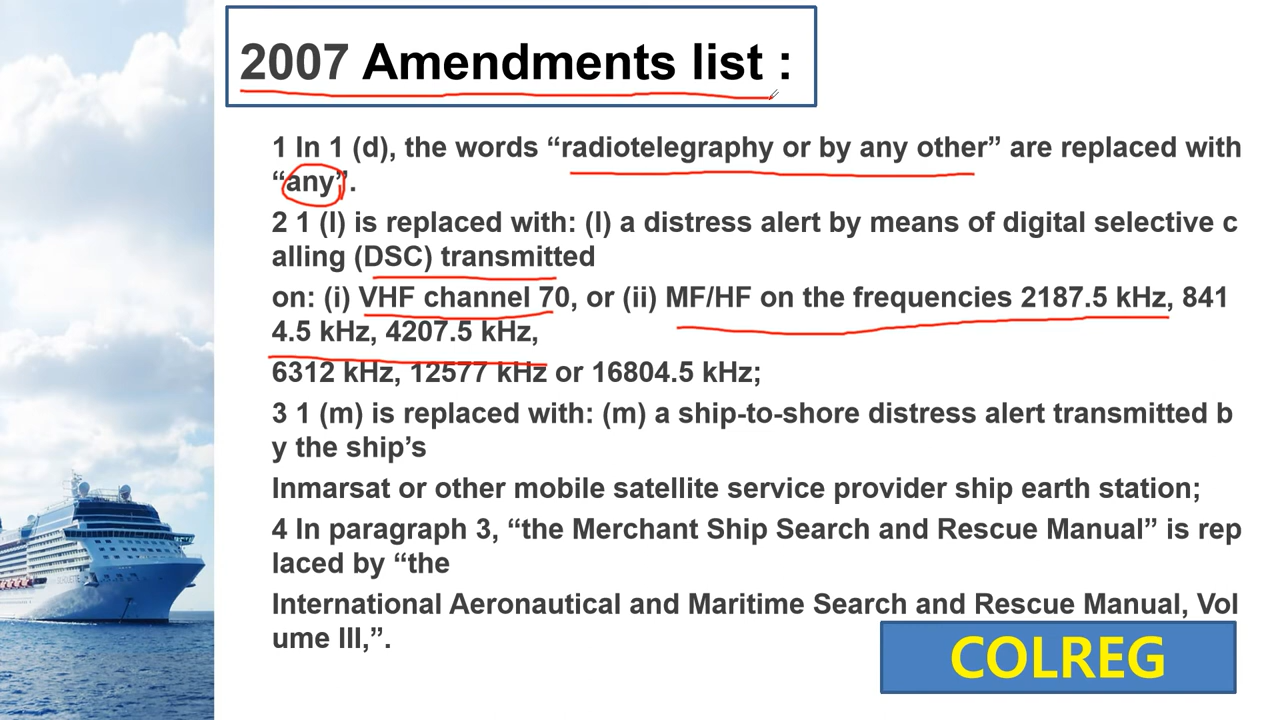 2007 Amendments list :
1 In 1 (d), the words “radiotelegraphy or by any other” are replaced with
“any”.
2 1 (l) is replaced with: (l) a distress alert by means of digital selective c
alling (DSC) transmitted
on: (i) VHF channel 70, or (ii) MF/HF on the frequencies 2187.5 kHz, 841
4.5 kHz, 4207.5 kHz,
6312 kHz, 12577 kHz or 16804.5 kHz;
3 1 (m) is replaced with: (m) a ship-to-shore distress alert transmitted b
y the ship’s
Inmarsat or other mobile satellite service provider ship earth station;
4 In paragraph 3, “the Merchant Ship Search and Rescue Manual” is rep
laced by “the
International Aeronautical and Maritime Search and Rescue Manual, Vol
ume III,”.
COLREG